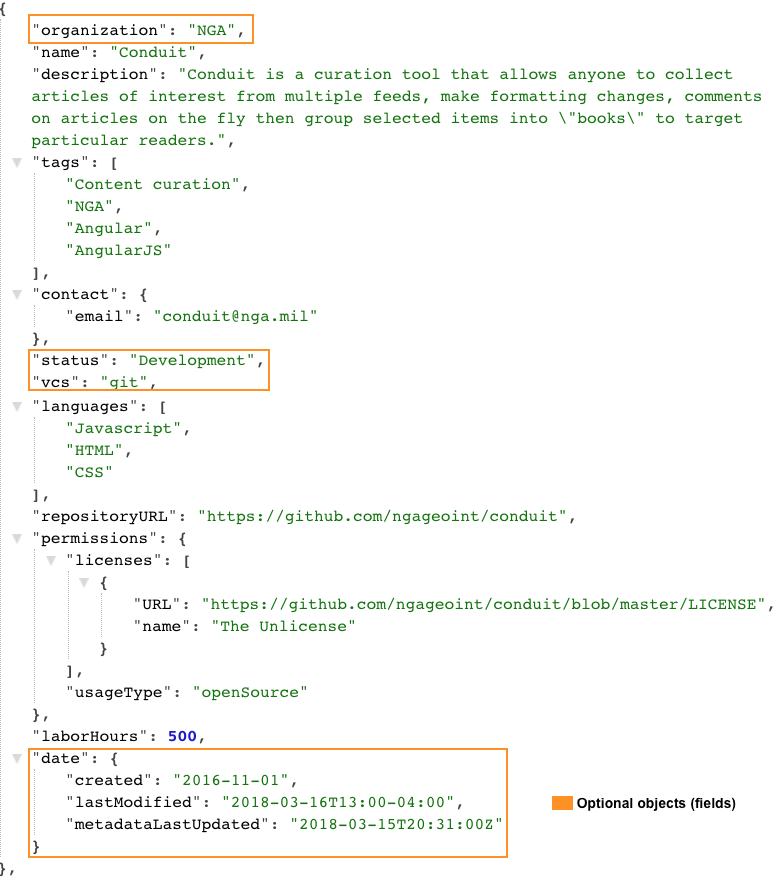 {
"organization": "NGA",
"name": "Conduit",
"description": "Conduit is a curation tool that allows anyone to collect
articles of interest from multiple feeds, make formatting changes, comments
on articles on the fly then group selected items into \"books\" to target
particular readers.",
"tags": [
"Content curation",
"NGA",
"Angular",
"AngularJS"
],
"contact": {
"email": "conduit@nga.mil"
},
"status": "Development",
"vcs": "git",
"languages": [
"Javascript",
"HTML",
"CSS"
],
"repositoryURL": "https://github.com/ngageoint/conduit",
"permissions": {
"licenses": [
{
"URL": "https://github.com/ngageoint/conduit/blob/master/LICENSE",
"name": "The Unlicense"
}
],
"usageType": "openSource"
},
"laborHours": 500,
"date": {
"created": "2016-11-01",
"lastModified": "2018-03-16T13:00-04:00",
Optional objects (fields)
"metadataLastUpdated": "2018-03-15T20:31:00Z"
}
},